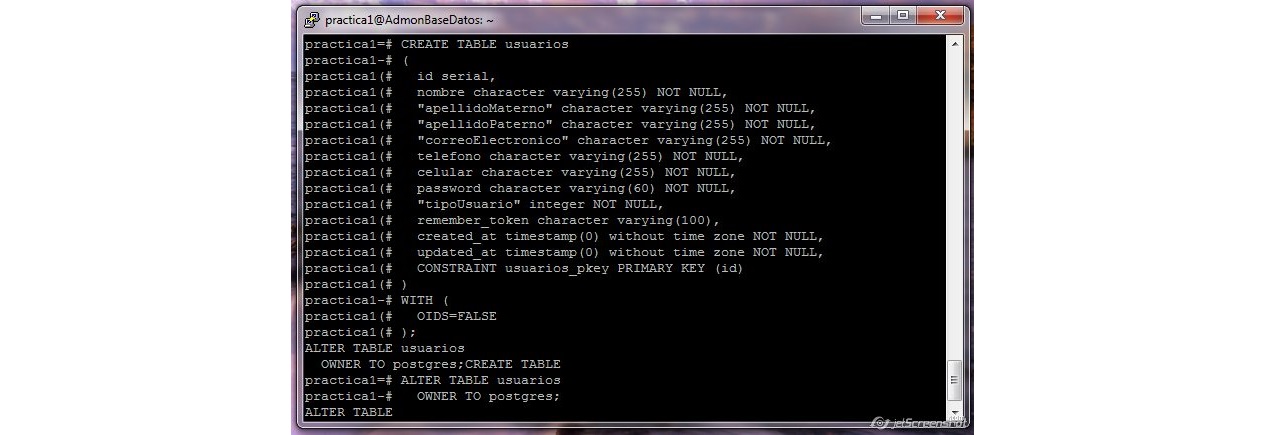 practica1@AdmonBaseDatos: ~
practica1=# CREATE TABLE usuarios
practica1-# (
practica1(#   id serial,
practica1(#   nombre character varying(255) NOT NULL,
practica1(#   "apellidoMaterno" character varying(255) NOT NULL,
practica1(#   "apellidoPaterno" character varying(255) NOT NULL,
practica1(#   "correoElectronico" character varying(255) NOT NULL,
practica1(#   telefono character varying(255) NOT NULL,
practica1(#   celular character varying(255) NOT NULL,
practica1(#   password character varying(60) NOT NULL,
practica1(#   "tipoUsuario" integer NOT NULL,
practica1(#   remember_token character varying(100),
practica1(#   created_at timestamp(0) without time zone NOT NULL,
practica1(#   updated_at timestamp(0) without time zone NOT NULL,
practica1(#   CONSTRAINT usuarios_pkey PRIMARY KEY (id)
practica1(# )
practica1-# WITH (
practica1(#   OIDS=FALSE
practica1(# );
ALTER TABLE usuarios
  OWNER TO postgres;CREATE TABLE
practica1=# ALTER TABLE usuarios
practica1-#   OWNER TO postgres;
ALTER TABLE
jetScreenshot
.com